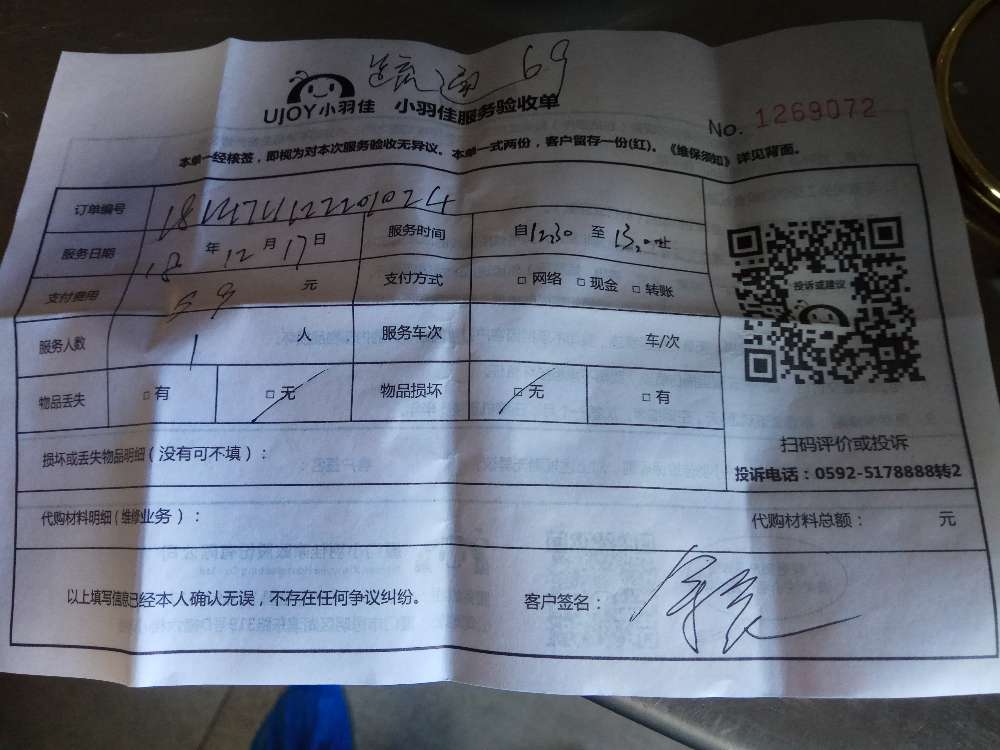 疏通 69
UJOY小羽佳 小羽佳服务验收单
No. 1269072
本单一经核签，即视为对本次服务验收无异议。本单一式两份，客户留存一份(红)。《维保须知》详见背面。
订单编号
服务日期 18 年 12 月 17 日 服务时间 自 1230 至 1320止
支付费用 59 元 支付方式 □ 网络 □ 现金 □ 转账
服务人数 1 人 服务车次 车/次
物品丢失 □ 有 □ 无 物品损坏 □ 无 □ 有
投诉或建议
扫码评价或投诉
投诉电话：0592-5178888转2
损坏或丢失物品明细（没有可不填）：
代购材料明细（维修业务）： 代购材料总额： 元
以上填写信息已经本人确认无误，不存在任何争议纠纷。 客户签名：